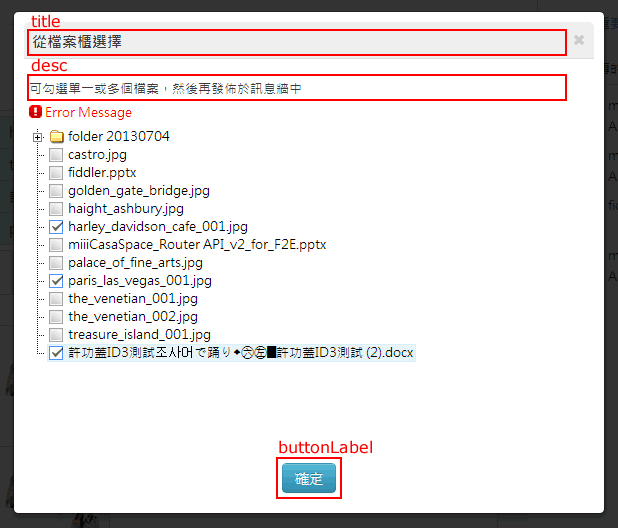 title
從檔案櫃選擇
desc
可勾選單一或多個檔案，然後再發佈於訊息牆中
Error Message
folder 20130704
castro.jpg
fiddler.pptx
golden_gate_bridge.jpg
haight_ashbury.jpg
harley_davidson_cafe_001.jpg
miiiCasaSpace_Router API_v2_for_F2E.pptx
palace_of_fine_arts.jpg
paris_las_vegas_001.jpg
the_venetian_001.jpg
the_venetian_002.jpg
treasure_island_001.jpg
許功蓋ID3測試조사어で踊り◆㊅㊧■許功蓋ID3測試 (2).docx
buttonLabel
確定